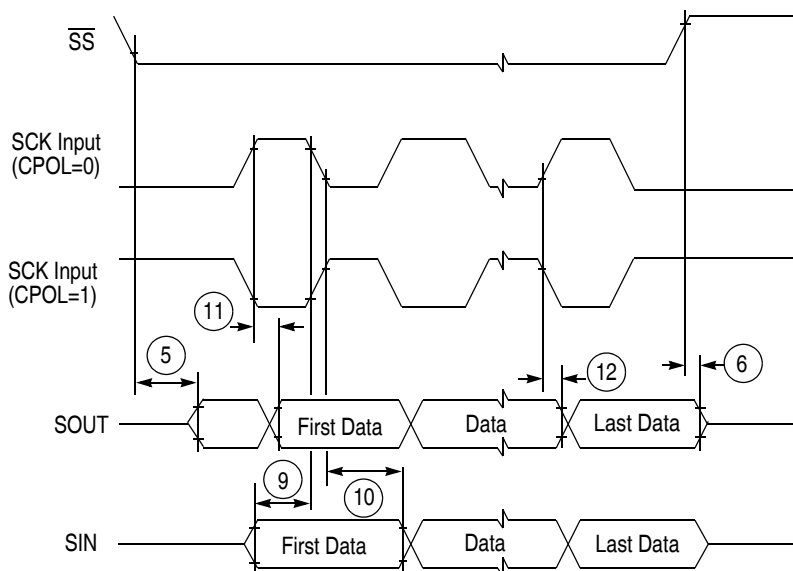 SS
SCK Input
(CPOL=0)
SCK Input
(CPOL=1)
11
5
12
6
SOUT
First Data
Data
Last Data
9
10
SIN
First Data
Data
Last Data